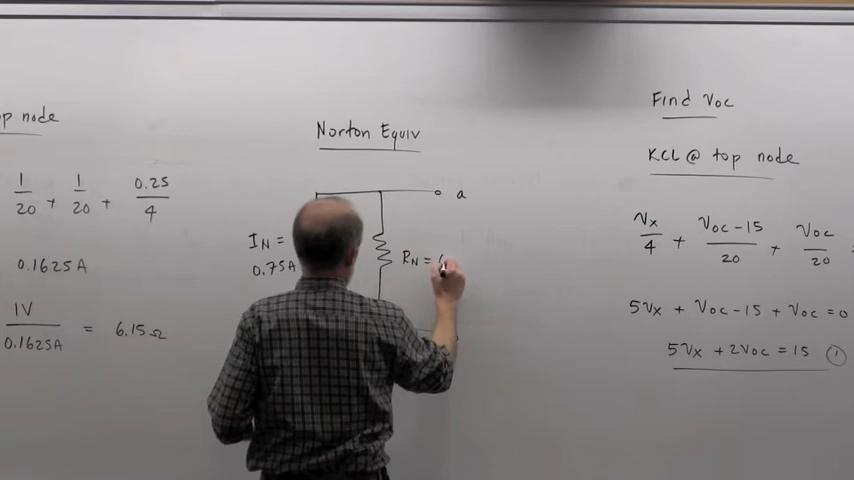 op node
1/20 + 1/20 + 0.25/4
0.1625A
1V/0.1625A = 6.15Ω
Norton Equiv
a
IN =
0.75A
RN =
Find Voc
KCL @ top node
Vx/4 + Voc-15/20 + Voc/20 =
5Vx + Voc-15 + Voc = 0
5Vx + 2Voc = 15 ①